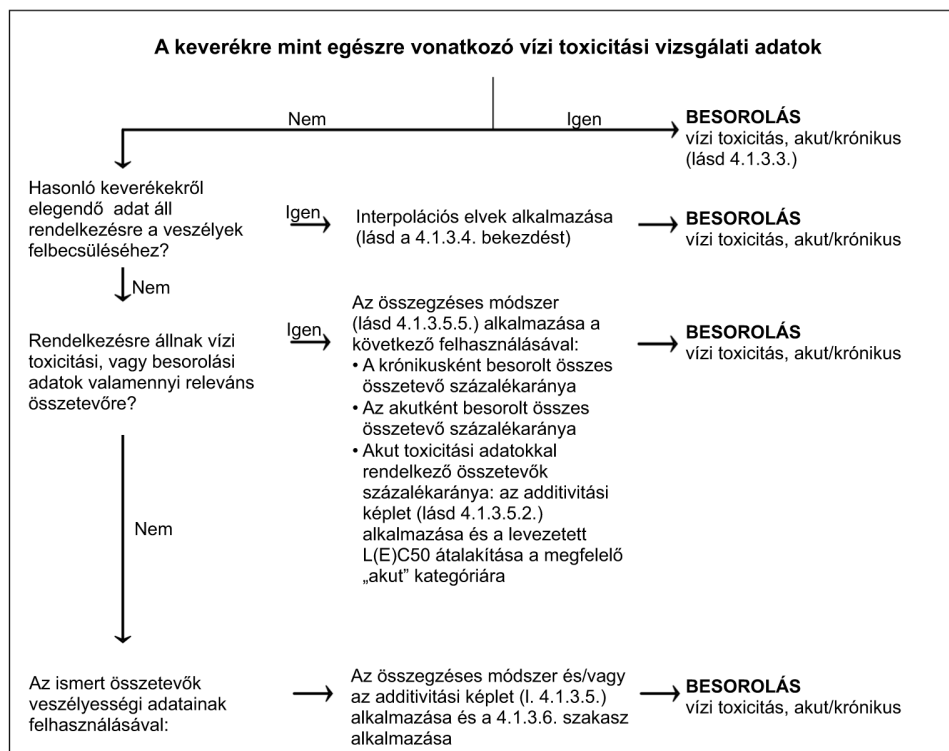 A keverékre mint egészre vonatkozó vízi toxicitási vizsgálati adatok
Nem
Igen
BESOROLÁS
vízi toxicitás, akut/krónikus
(lásd 4.1.3.3.)
Hasonló keverékekről
elegendő adat áll
rendelkezésre a veszélyek
felbecsüléséhez?
Igen
Interpolációs elvek alkalmazása
(lásd a 4.1.3.4. bekezdést)
BESOROLÁS
vízi toxicitás, akut/krónikus
Nem
Rendelkezésre állnak vízi
toxicitási, vagy besorolási
adatok valamennyi releváns
összetevőre?
Igen
Az összegzéses módszer
(lásd 4.1.3.5.5.) alkalmazása a
következő felhasználásával:
• A krónikusként besorolt összes
összetevő százalékaránya
• Az akutként besorolt összes
összetevő százalékaránya
• Akut toxicitási adatokkal
rendelkező összetevők
százalékaránya: az additivitási
képlet (lásd 4.1.3.5.2.)
alkalmazása és a levezetett
L(E)C50 átalakítása a megfelelő
„akut” kategóriára
BESOROLÁS
vízi toxicitás, akut/krónikus
Nem
Az ismert összetevők
veszélyességi adatainak
felhasználásával:
Az összegzéses módszer és/vagy
az additivitási képlet (l. 4.1.3.5.)
alkalmazása és a 4.1.3.6. szakasz
alkalmazása
BESOROLÁS
vízi toxicitás, akut/krónikus